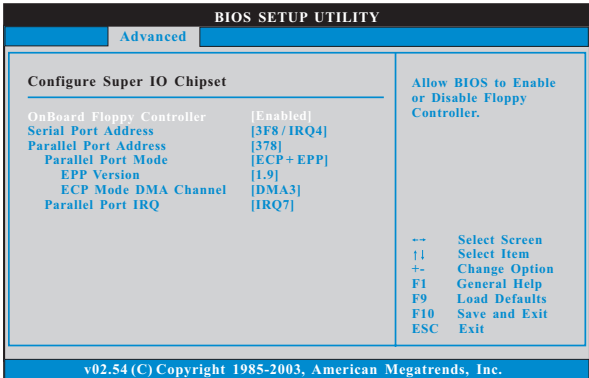 BIOS SETUP UTILITY
Advanced
Configure Super IO Chipset
OnBoard Floppy Controller [Enabled]
Serial Port Address [3F8 / IRQ4]
Parallel Port Address [378]
Parallel Port Mode [ECP + EPP]
EPP Version [1.9]
ECP Mode DMA Channel [DMA3]
Parallel Port IRQ [IRQ7]
Allow BIOS to Enable
or Disable Floppy
Controller.
←→ Select Screen
↑↓ Select Item
+- Change Option
F1 General Help
F9 Load Defaults
F10 Save and Exit
ESC Exit
v02.54 (C) Copyright 1985-2003, American Megatrends, Inc.